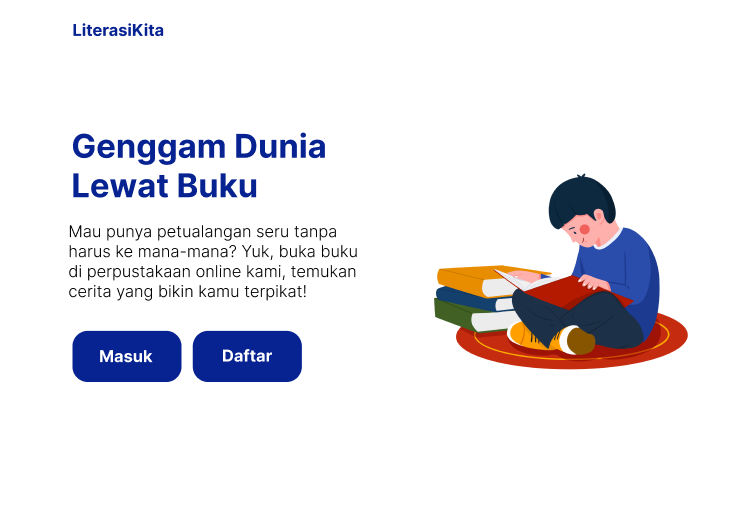 LiterasiKita
Genggam Dunia
Lewat Buku
Mau punya petualangan seru tanpa
harus ke mana-mana? Yuk, buka buku
di perpustakaan online kami, temukan
cerita yang bikin kamu terpikat!
Masuk
Daftar